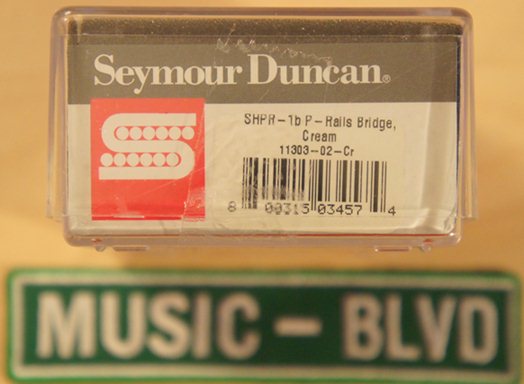 Seymour Duncan®
SHPR-1b P-Rails Bridge,
Cream
11303-02-Cr
8 00315 03457 4
MUSIC - BLVD